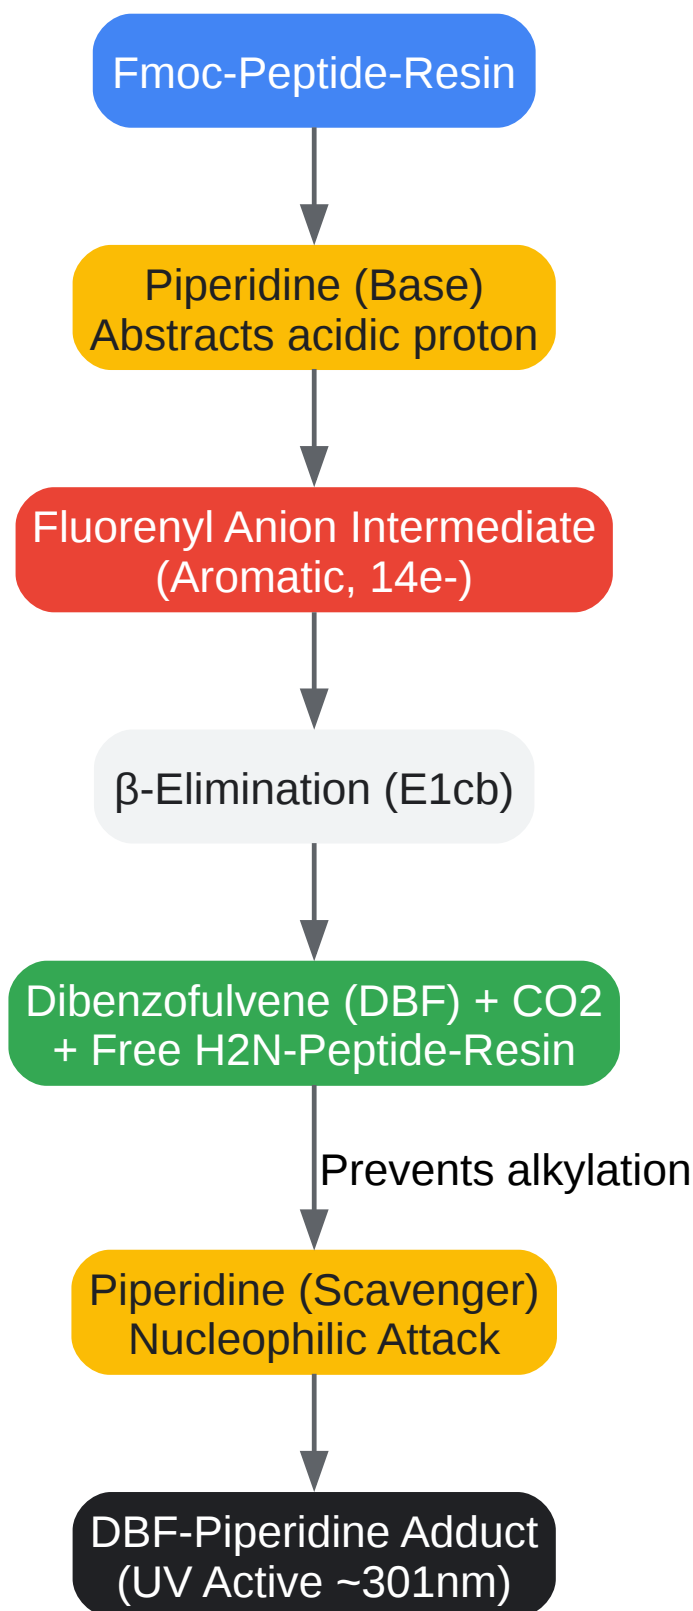 Fmoc-Peptide-Resin
Piperidine (Base)
Abstracts acidic proton
Fluorenyl Anion Intermediate
(Aromatic, 14e-)
β-Elimination (E1cb)
Dibenzofulvene (DBF) + CO2
+ Free H2N-Peptide-Resin
Prevents alkylation
Piperidine (Scavenger)
Nucleophilic Attack
DBF-Piperidine Adduct
(UV Active ~301nm)